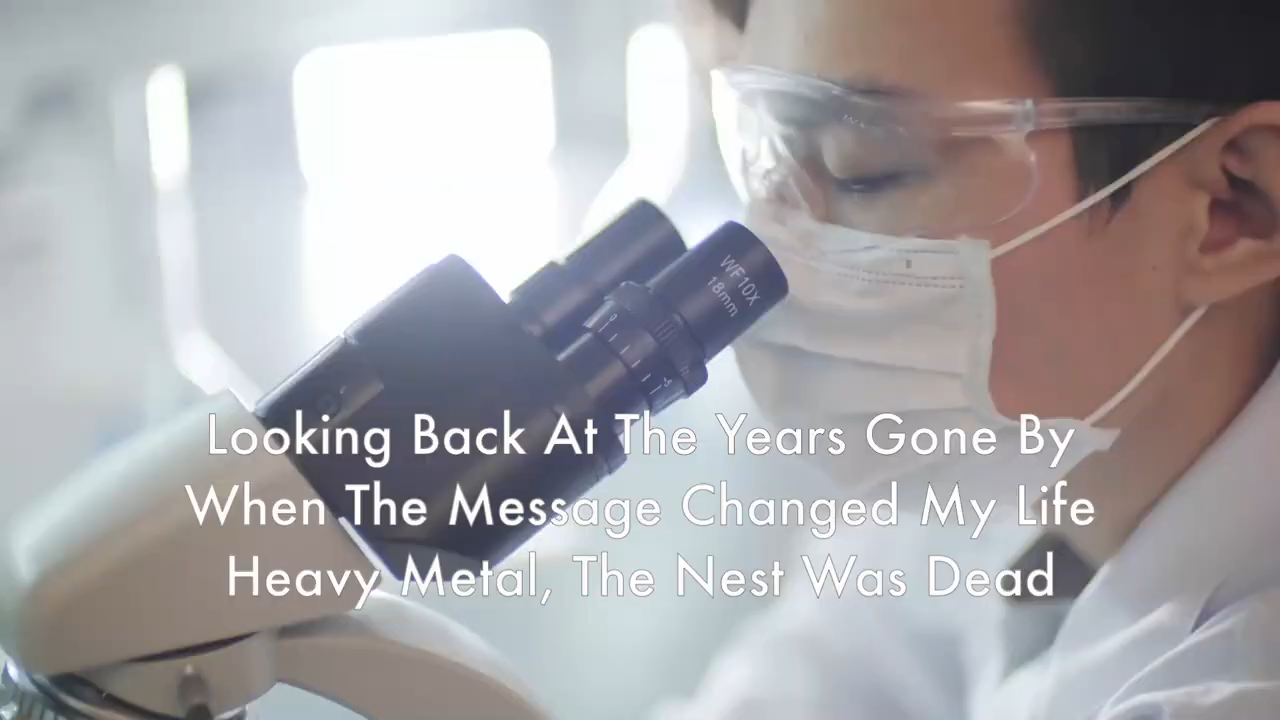 WF10X
18mm
Looking Back At The Years Gone By
When The Message Changed My Life
Heavy Metal, The Nest Was Dead